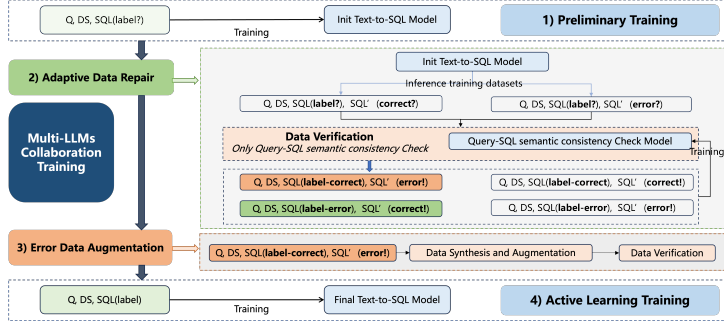 Q, DS, SQL(label?)
Training
Init Text-to-SQL Model
1) Preliminary Training
2) Adaptive Data Repair
Init Text-to-SQL Model
Inference training datasets
Q, DS, SQL(label?), SQL' (correct?)
Q, DS, SQL(label?), SQL' (error?)
Multi-LLMs
Collaboration
Training
Data Verification
Only Query-SQL semantic consistency Check
Query-SQL semantic consistency Check Model
Training
Q, DS, SQL(label-correct), SQL' (error!)
Q, DS, SQL(label-correct), SQL' (correct!)
Q, DS, SQL(label-error), SQL' (correct!)
Q, DS, SQL(label-error), SQL' (error!)
3) Error Data Augmentation
Q, DS, SQL(label-correct), SQL' (error!)
Data Synthesis and Augmentation
Data Verification
Q, DS, SQL(label)
Training
Final Text-to-SQL Model
4) Active Learning Training